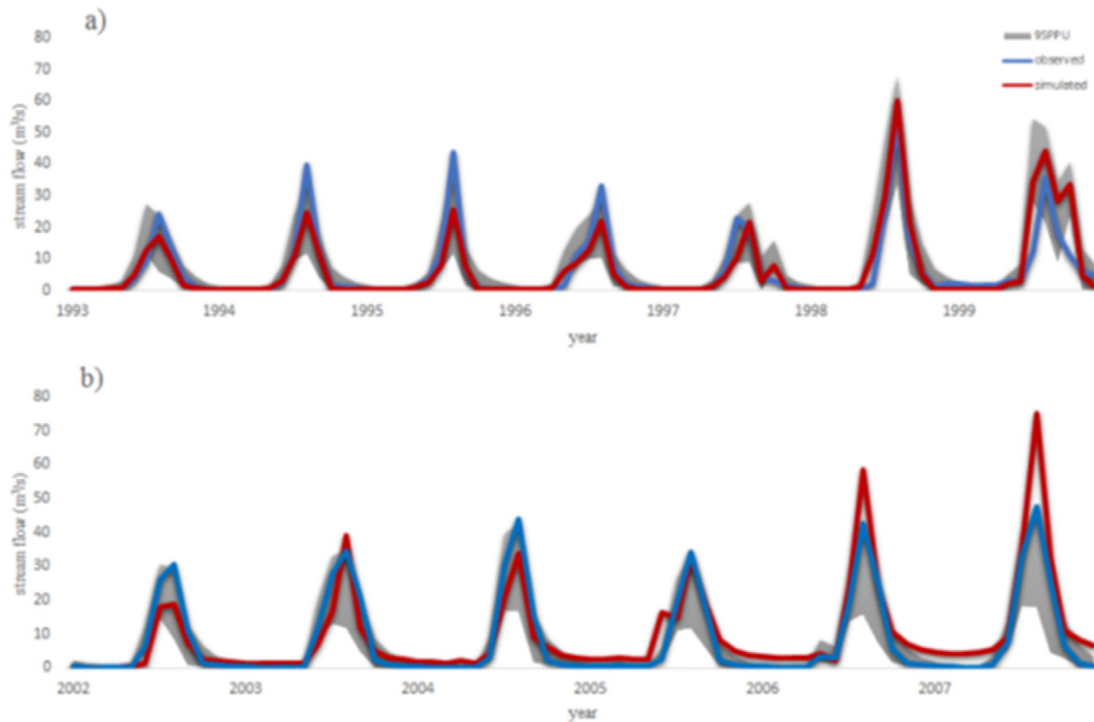 a)
80
95PPU
70
observed
60
simulated
50
40
30
20
10
0
stream flow (m³/s)
1993 1994 1995 1996 1997 1998 1999
year
b)
80
70
60
50
40
30
20
10
0
stream flow (m³/s)
2002 2003 2004 2005 2006 2007
year